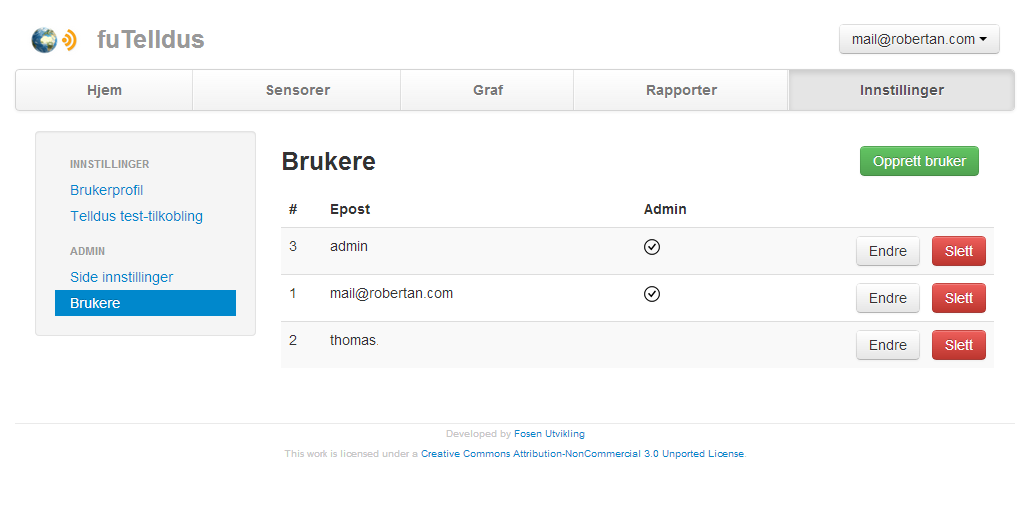 fuTelldus
mail@robertan.com
Hjem Sensorer Graf Rapporter Innstillinger
INNSTILLINGER
Brukerprofil
Telldus test-tilkobling
ADMIN
Side innstillinger
Brukere
Brukere
Opprett bruker
# Epost Admin
3 admin Endre Slett
1 mail@robertan.com Endre Slett
2 thomas Endre Slett
Developed by Fosen Utvikling
This work is licensed under a Creative Commons Attribution-NonCommercial 3.0 Unported License.